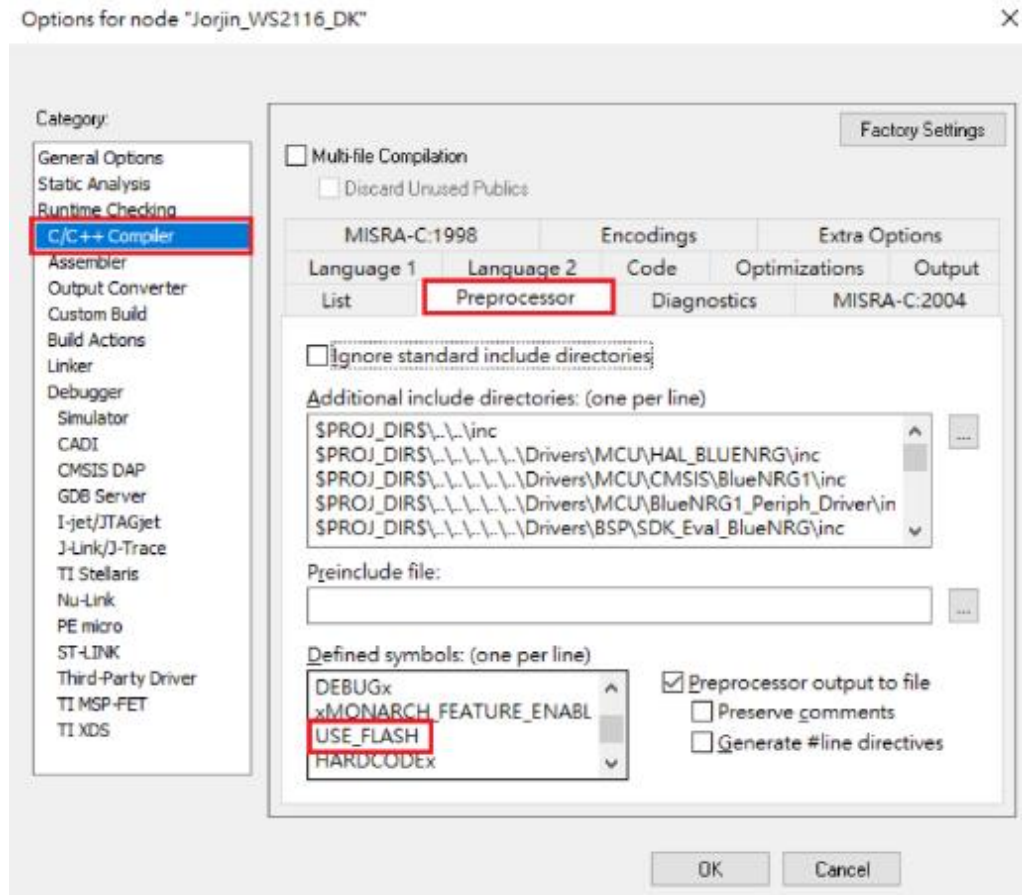 Options for node "Jorjin_WS2116_DK"
Category:
General Options
Static Analysis
Runtime Checking
C/C++ Compiler
Assembler
Output Converter
Custom Build
Build Actions
Linker
Debugger
Simulator
CADI
CMSIS DAP
GDB Server
I-jet/JTAGjet
J-Link/J-Trace
TI Stellaris
Nu-Link
PE micro
ST-LINK
Third-Party Driver
TI MSP-FET
TI XDS
Factory Settings
Multi-file Compilation
Discard Unused Publics
MISRA-C:1998 Encodings Extra Options
Language 1 Language 2 Code Optimizations Output
List Preprocessor Diagnostics MISRA-C:2004
Ignore standard include directories
Additional include directories: (one per line)
$PROJ_DIR$\..\..\inc
$PROJ_DIR$\..\..\..\..\..\Drivers\MCU\HAL_BLUENRG\inc
$PROJ_DIR$\..\..\..\..\..\Drivers\MCU\CMSIS\BlueNRG1\inc
$PROJ_DIR$\..\..\..\..\..\Drivers\MCU\BlueNRG1_Periph_Driver\in
$PROJ_DIR$\..\..\..\..\..\Drivers\BSP\SDK_Eval_BlueNRG\inc
...
Preinclude file:
...
Defined symbols: (one per line)
DEBUGx
xMONARCH_FEATURE_ENABL
USE_FLASH
HARDCODEx
Preprocessor output to file
Preserve comments
Generate #line directives
OK Cancel